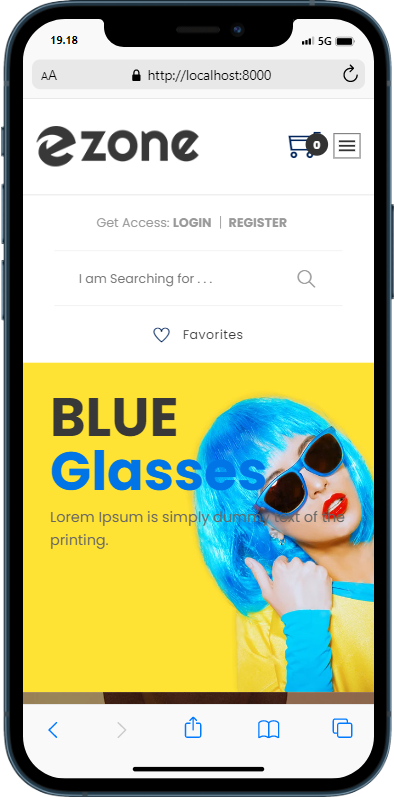 19.18
5G
AA http://localhost:8000
ezone
0
Get Access: LOGIN | REGISTER
I am Searching for . . .
Favorites
BLUE
Glasses
Lorem Ipsum is simply dummy text of the
printing.